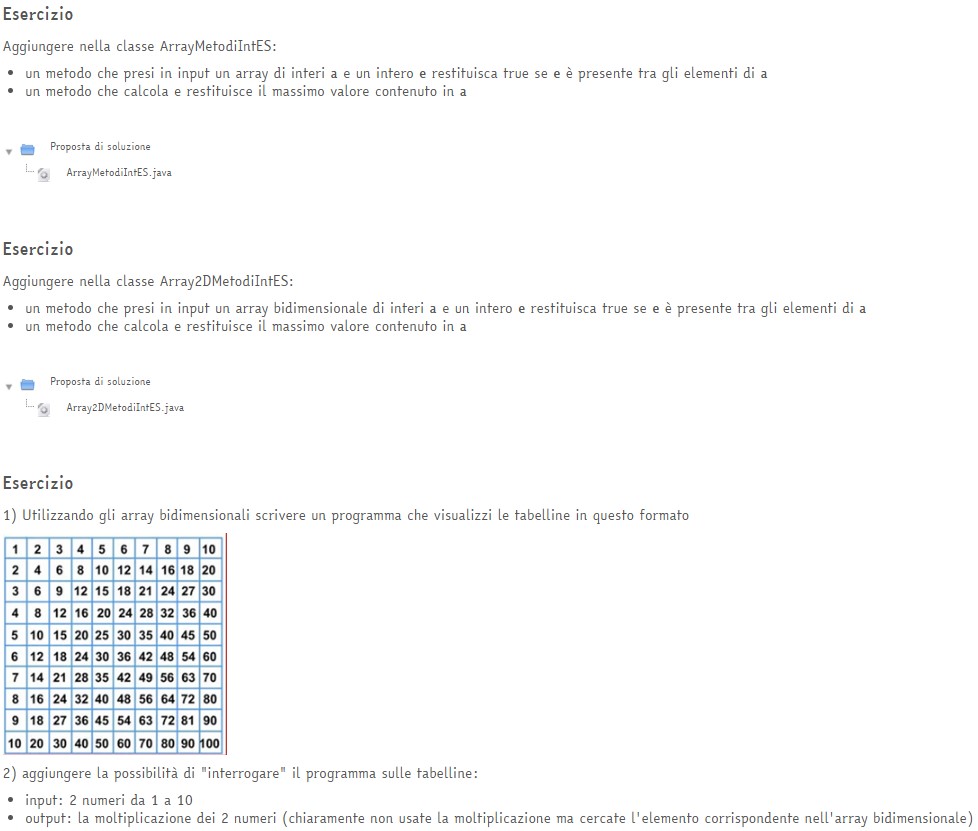 Esercizio
Aggiungere nella classe ArrayMetodiIntES:
• un metodo che presi in input un array di interi a e un intero e restituisca true se e è presente tra gli elementi di a
• un metodo che calcola e restituisce il massimo valore contenuto in a
Proposta di soluzione
ArrayMetodiIntES.java
Esercizio
Aggiungere nella classe Array2DMetodiIntES:
• un metodo che presi in input un array bidimensionale di interi a e un intero e restituisca true se e è presente tra gli elementi di a
• un metodo che calcola e restituisce il massimo valore contenuto in a
Proposta di soluzione
Array2DMetodiIntES.java
Esercizio
1) Utilizzando gli array bidimensionali scrivere un programma che visualizzi le tabelline in questo formato
1 2 3 4 5 6 7 8 9 10
2 4 6 8 10 12 14 16 18 20
3 6 9 12 15 18 21 24 27 30
4 8 12 16 20 24 28 32 36 40
5 10 15 20 25 30 35 40 45 50
6 12 18 24 30 36 42 48 54 60
7 14 21 28 35 42 49 56 63 70
8 16 24 32 40 48 56 64 72 80
9 18 27 36 45 54 63 72 81 90
10 20 30 40 50 60 70 80 90 100
2) aggiungere la possibilità di "interrogare" il programma sulle tabelline:
• input: 2 numeri da 1 a 10
• output: la moltiplicazione dei 2 numeri (chiaramente non usate la moltiplicazione ma cercate l'elemento corrispondente nell'array bidimensionale)